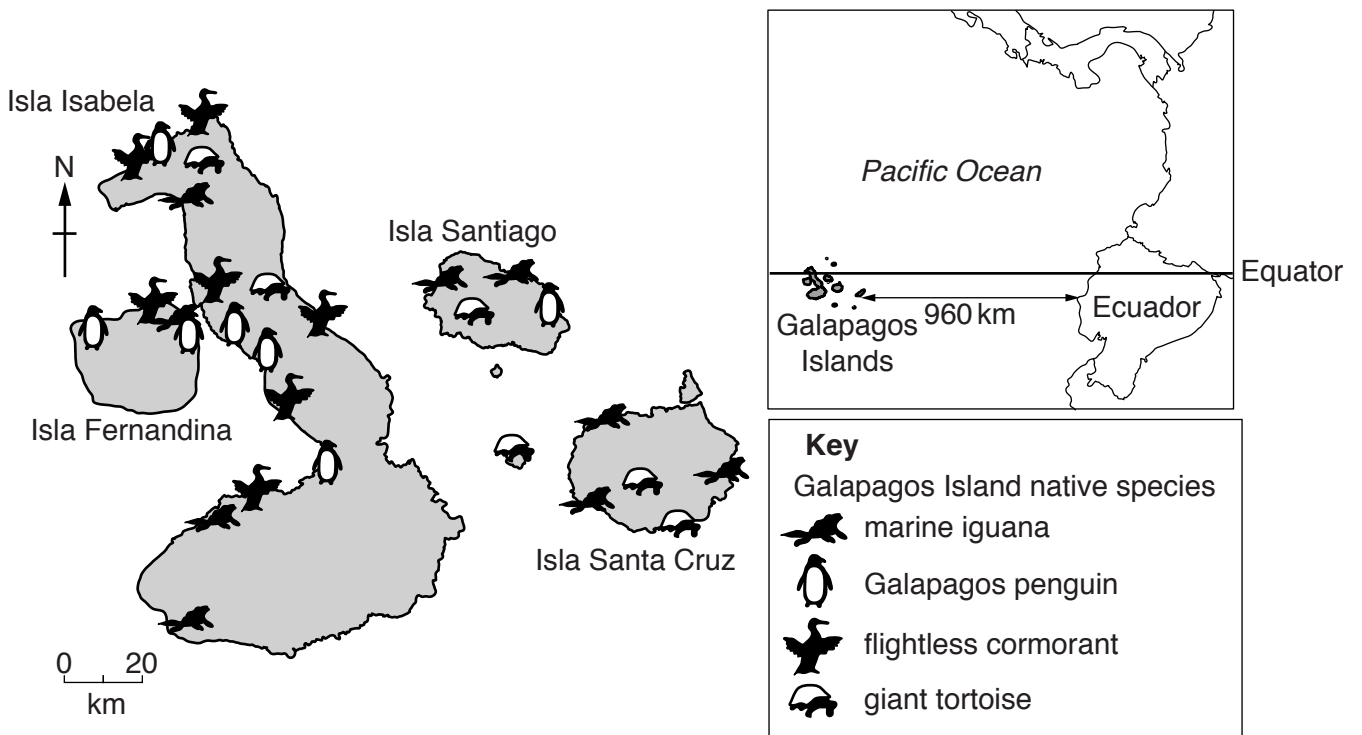 Isla Isabela
N
Isla Santiago
Isla Fernandina
Isla Santa Cruz
0 20
km
Pacific Ocean
Equator
960 km
Ecuador
Galapagos
Islands
Key
Galapagos Island native species
marine iguana
Galapagos penguin
flightless cormorant
giant tortoise